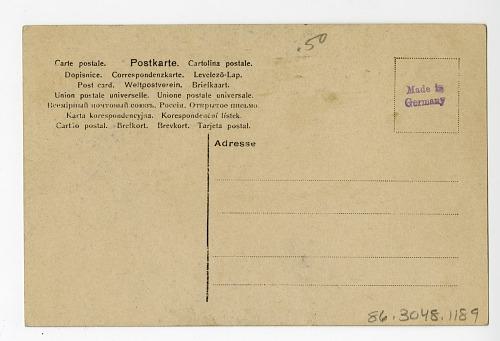 .50
Carte postale. Postkarte. Cartolina postale.
Dopisnice. Correspondenzkarte. Levelező-Lap.
Post card. Weltpostverein. Briefkaart.
Union postale universelle. Unione postale universale.
Всемірный почтовый союзъ. Россія. Открытое письмо.
Karta korespondencyjna. Korespondenční lístek.
Cartão postal. Brefkort. Brevkort. Tarjeta postal.
Made in
Germany
Adresse
86.3048.1189